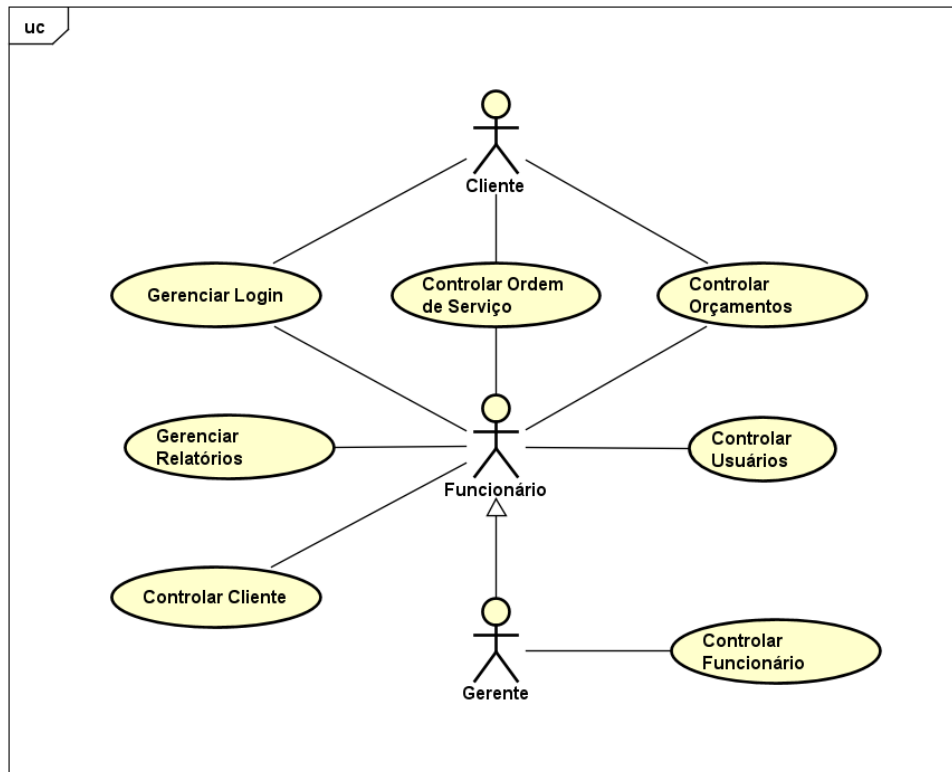 uc
Cliente
Gerenciar Login
Controlar Ordem
de Serviço
Controlar
Orçamentos
Gerenciar
Relatórios
Funcionário
Controlar
Usuários
Controlar Cliente
Gerente
Controlar
Funcionário